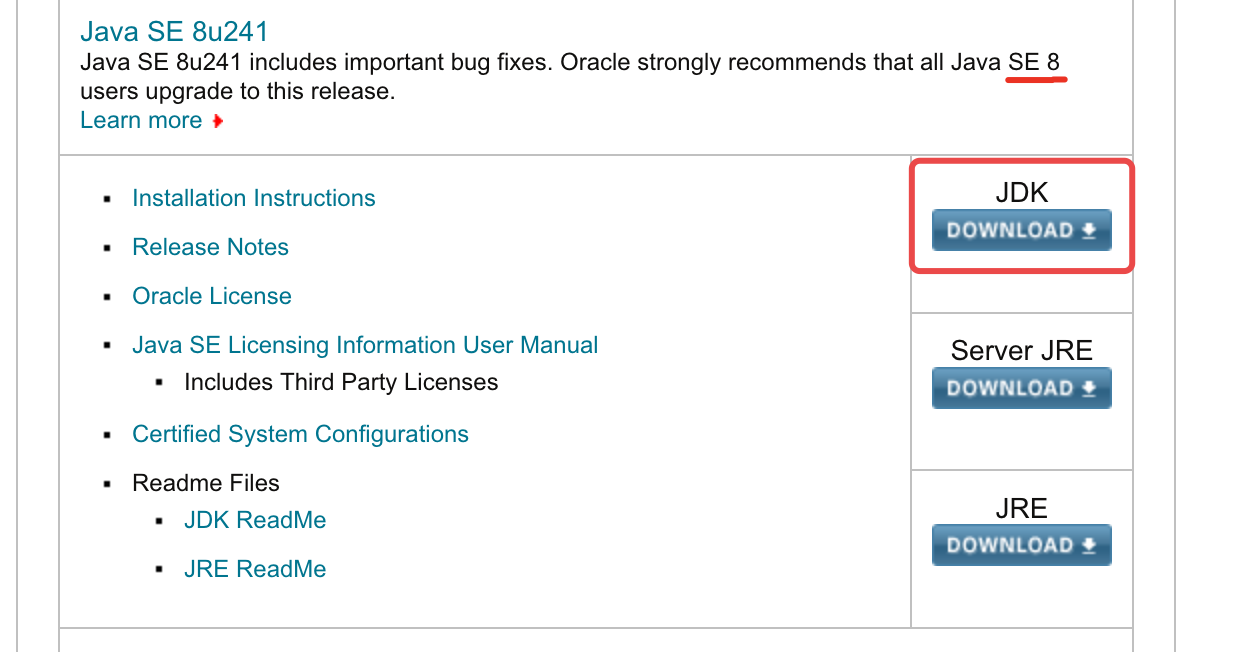 Java SE 8u241
Java SE 8u241 includes important bug fixes. Oracle strongly recommends that all Java SE 8
users upgrade to this release.
Learn more
Installation Instructions
Release Notes
Oracle License
Java SE Licensing Information User Manual
Includes Third Party Licenses
Certified System Configurations
Readme Files
JDK ReadMe
JRE ReadMe
JDK
DOWNLOAD
Server JRE
DOWNLOAD
JRE
DOWNLOAD